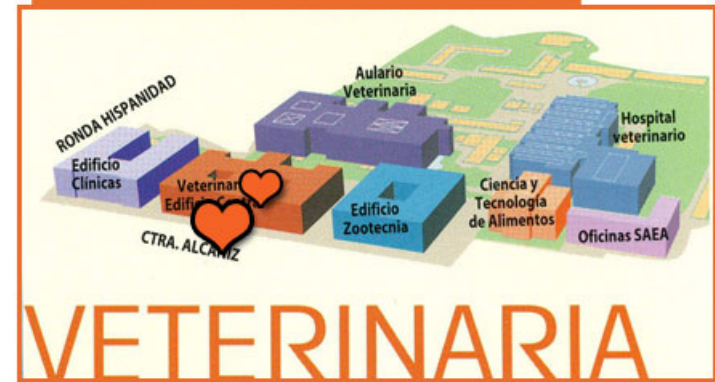 RONDA HISPANIDAD
Aulario
Veterinaria
Hospital
veterinario
Edificio
Clínicas
Edificio
Zootecnia
Ciencia y
Tecnología
de Alimentos
Oficinas SAEA
CTRA. ALCAÑIZ
VETERINARIA